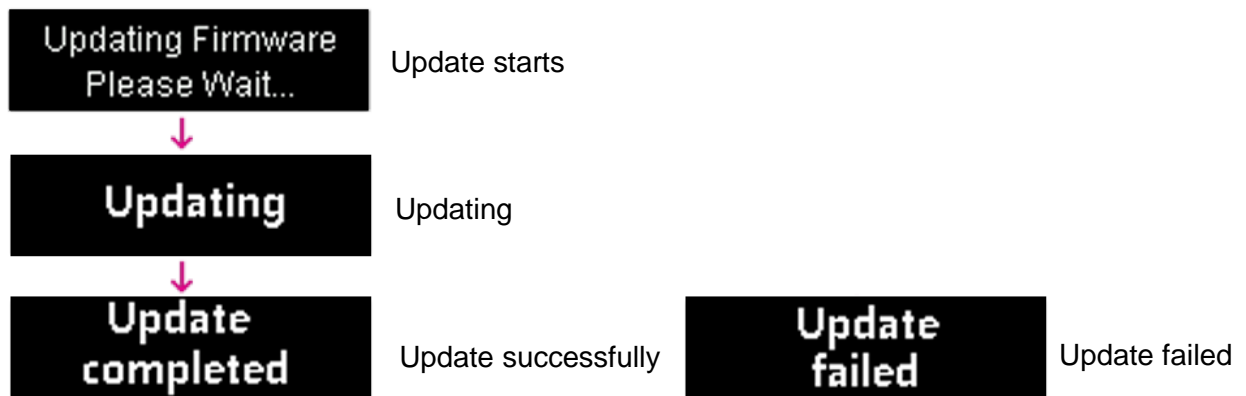 Updating Firmware
Please Wait...
Update starts
Updating
Updating
Update
completed
Update successfully
Update
failed
Update failed